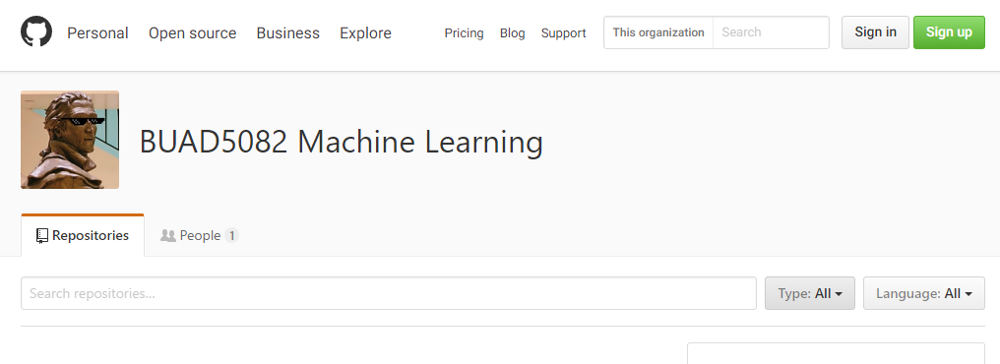 Personal Open source Business Explore Pricing Blog Support This organization Search Sign in Sign up
BUAD5082 Machine Learning
Repositories People 1
Search repositories... Type: All Language: All